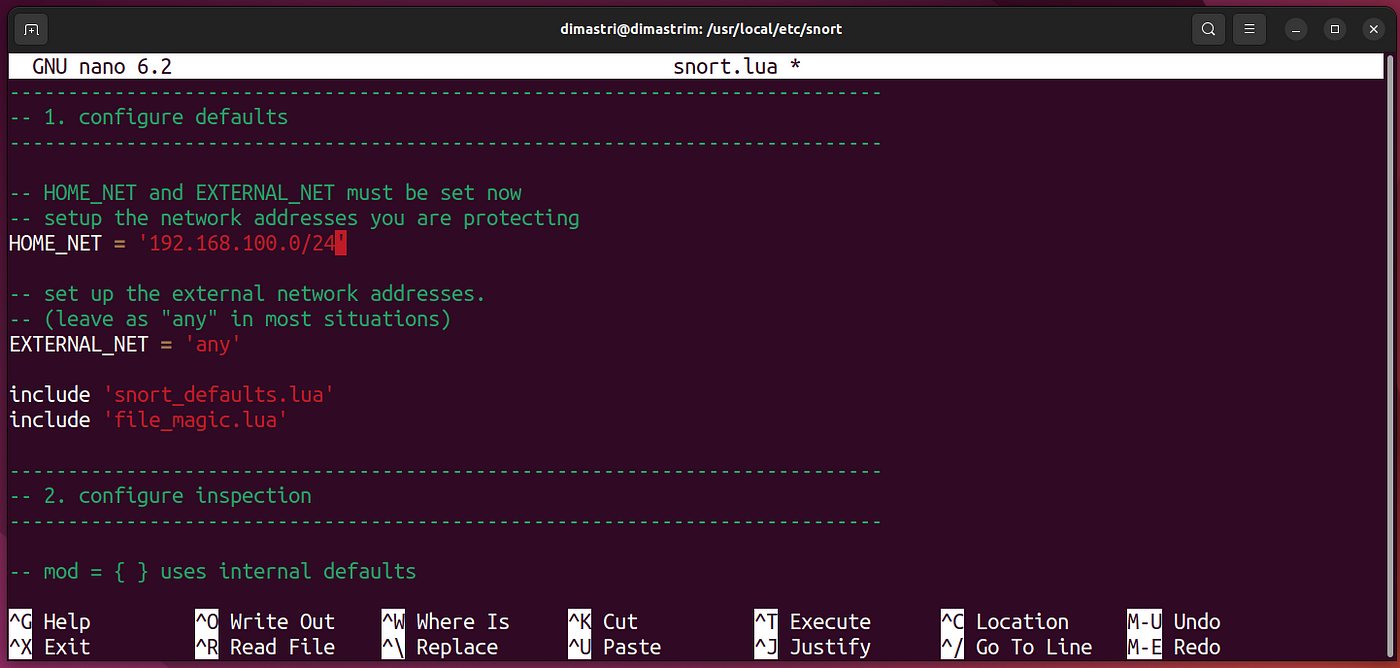 dimastri@dimastrim: /usr/local/etc/snort
GNU nano 6.2 snort.lua *
---------------------------------------------------------------------------
-- 1. configure defaults
---------------------------------------------------------------------------
-- HOME_NET and EXTERNAL_NET must be set now
-- setup the network addresses you are protecting
HOME_NET = '192.168.100.0/24'
-- set up the external network addresses.
-- (leave as "any" in most situations)
EXTERNAL_NET = 'any'
include 'snort_defaults.lua'
include 'file_magic.lua'
---------------------------------------------------------------------------
-- 2. configure inspection
---------------------------------------------------------------------------
-- mod = { } uses internal defaults
^G Help ^O Write Out ^W Where Is ^K Cut ^T Execute ^C Location M-U Undo
^X Exit ^R Read File ^\ Replace ^U Paste ^J Justify ^/ Go To Line M-E Redo